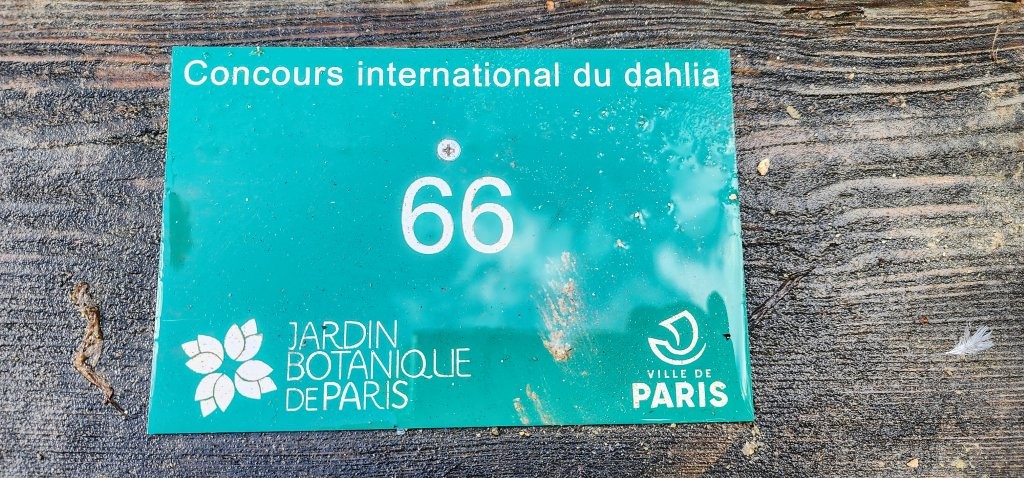 Concours international du dahlia
66
JARDIN
BOTANIQUE
DE PARIS
VILLE DE
PARIS